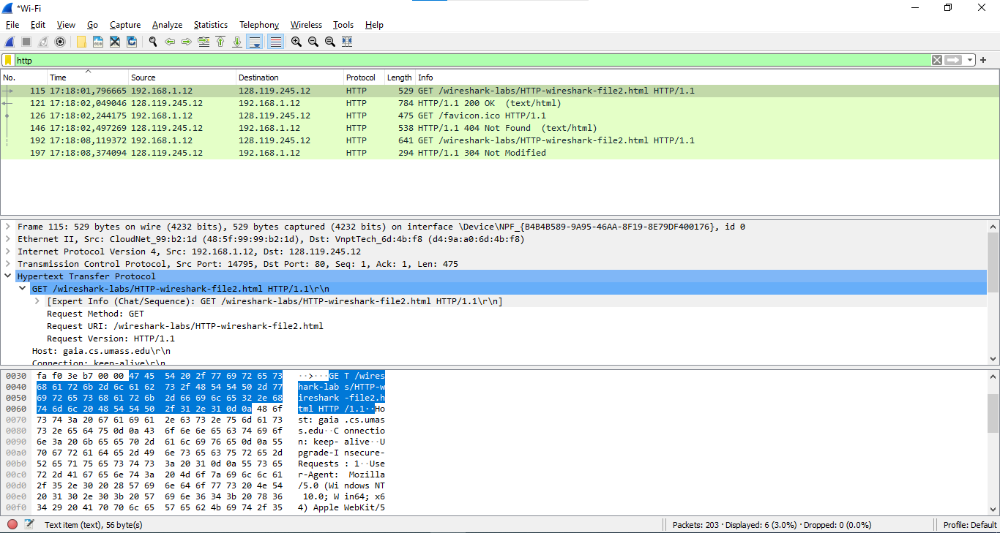 *Wi-Fi
File Edit View Go Capture Analyze Statistics Telephony Wireless Tools Help
http
No. Time Source Destination Protocol Length Info
115 17:18:01,796665 192.168.1.12 128.119.245.12 HTTP 529 GET /wireshark-labs/HTTP-wireshark-file2.html HTTP/1.1
121 17:18:02,049046 128.119.245.12 192.168.1.12 HTTP 784 HTTP/1.1 200 OK (text/html)
126 17:18:02,244175 192.168.1.12 128.119.245.12 HTTP 475 GET /favicon.ico HTTP/1.1
146 17:18:02,497269 128.119.245.12 192.168.1.12 HTTP 538 HTTP/1.1 404 Not Found (text/html)
192 17:18:08,119372 192.168.1.12 128.119.245.12 HTTP 641 GET /wireshark-labs/HTTP-wireshark-file2.html HTTP/1.1
197 17:18:08,374094 128.119.245.12 192.168.1.12 HTTP 294 HTTP/1.1 304 Not Modified
Frame 115: 529 bytes on wire (4232 bits), 529 bytes captured (4232 bits) on interface \Device\NPF_{B4B4B589-9A95-46AA-8F19-8E79DF400176}, id 0
Ethernet II, Src: CloudNet_99:b2:1d (48:5f:99:99:b2:1d), Dst: VnptTech_6d:4b:f8 (d4:9a:a0:6d:4b:f8)
Internet Protocol Version 4, Src: 192.168.1.12, Dst: 128.119.245.12
Transmission Control Protocol, Src Port: 14795, Dst Port: 80, Seq: 1, Ack: 1, Len: 475
Hypertext Transfer Protocol
GET /wireshark-labs/HTTP-wireshark-file2.html HTTP/1.1\r\n
[Expert Info (Chat/Sequence): GET /wireshark-labs/HTTP-wireshark-file2.html HTTP/1.1\r\n]
Request Method: GET
Request URI: /wireshark-labs/HTTP-wireshark-file2.html
Request Version: HTTP/1.1
Host: gaia.cs.umass.edu\r\n
Connection: keep-alive\r\n
0030 fa f0 3e b7 00 00 47 45 54 20 2f 77 69 72 65 73 ··>···GE T /wires
0040 68 61 72 6b 2d 6c 61 62 73 2f 48 54 54 50 2d 77 hark-lab s/HTTP-w
0050 69 72 65 73 68 61 72 6b 2d 66 69 6c 65 32 2e 68 ireshark -file2.h
0060 74 6d 6c 20 48 54 54 50 2f 31 2e 31 0d 0a 48 6f tml HTTP /1.1··Ho
0070 73 74 3a 20 67 61 69 61 2e 63 73 2e 75 6d 61 73 st: gaia .cs.umas
0080 73 2e 65 64 75 0d 0a 43 6f 6e 6e 65 63 74 69 6f s.edu··C onnectio
0090 6e 3a 20 6b 65 65 70 2d 61 6c 69 76 65 0d 0a 55 n: keep- alive··U
00a0 70 67 72 61 64 65 2d 49 6e 73 65 63 75 72 65 2d pgrade-I nsecure-
00b0 52 65 71 75 65 73 74 73 3a 20 31 0d 0a 55 73 65 Requests : 1··Use
00c0 72 2d 41 67 65 6e 74 3a 20 4d 6f 7a 69 6c 6c 61 r-Agent: Mozilla
00d0 2f 35 2e 30 20 28 57 69 6e 64 6f 77 73 20 4e 54 /5.0 (Wi ndows NT
00e0 20 31 30 2e 30 3b 20 57 69 6e 36 34 3b 20 78 36 10.0; W in64; x6
00f0 34 29 20 41 70 70 6c 65 57 65 62 4b 69 74 2f 35 4) Apple WebKit/5
Text item (text), 56 byte(s) Packets: 203 · Displayed: 6 (3.0%) · Dropped: 0 (0.0%) Profile: Default